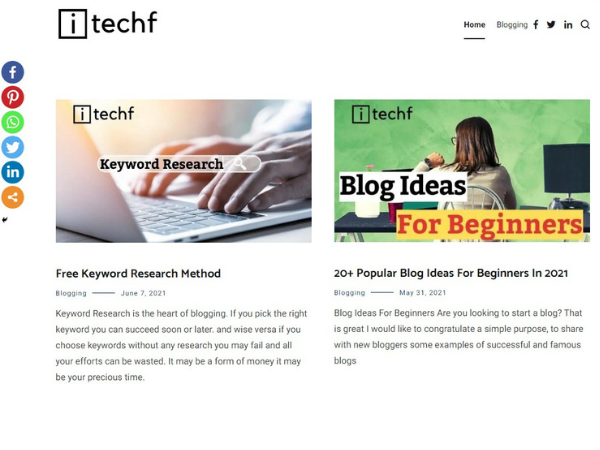 i techf
Home Blogging
i techf
Keyword Research
i techf
Blog Ideas
For Beginners
Free Keyword Research Method
Blogging June 7, 2021
Keyword Research is the heart of blogging. If you pick the right
keyword you can succeed soon or later. and wise versa if you
choose keywords without any research you may fail and all
your efforts can be wasted. It may be a form of money it may
be your precious time.
20+ Popular Blog Ideas For Beginners In 2021
Blogging May 31, 2021
Blog Ideas For Beginners Are you looking to start a blog? That
is great I would like to congratulate a simple purpose, to share
with new bloggers some examples of successful and famous
blogs